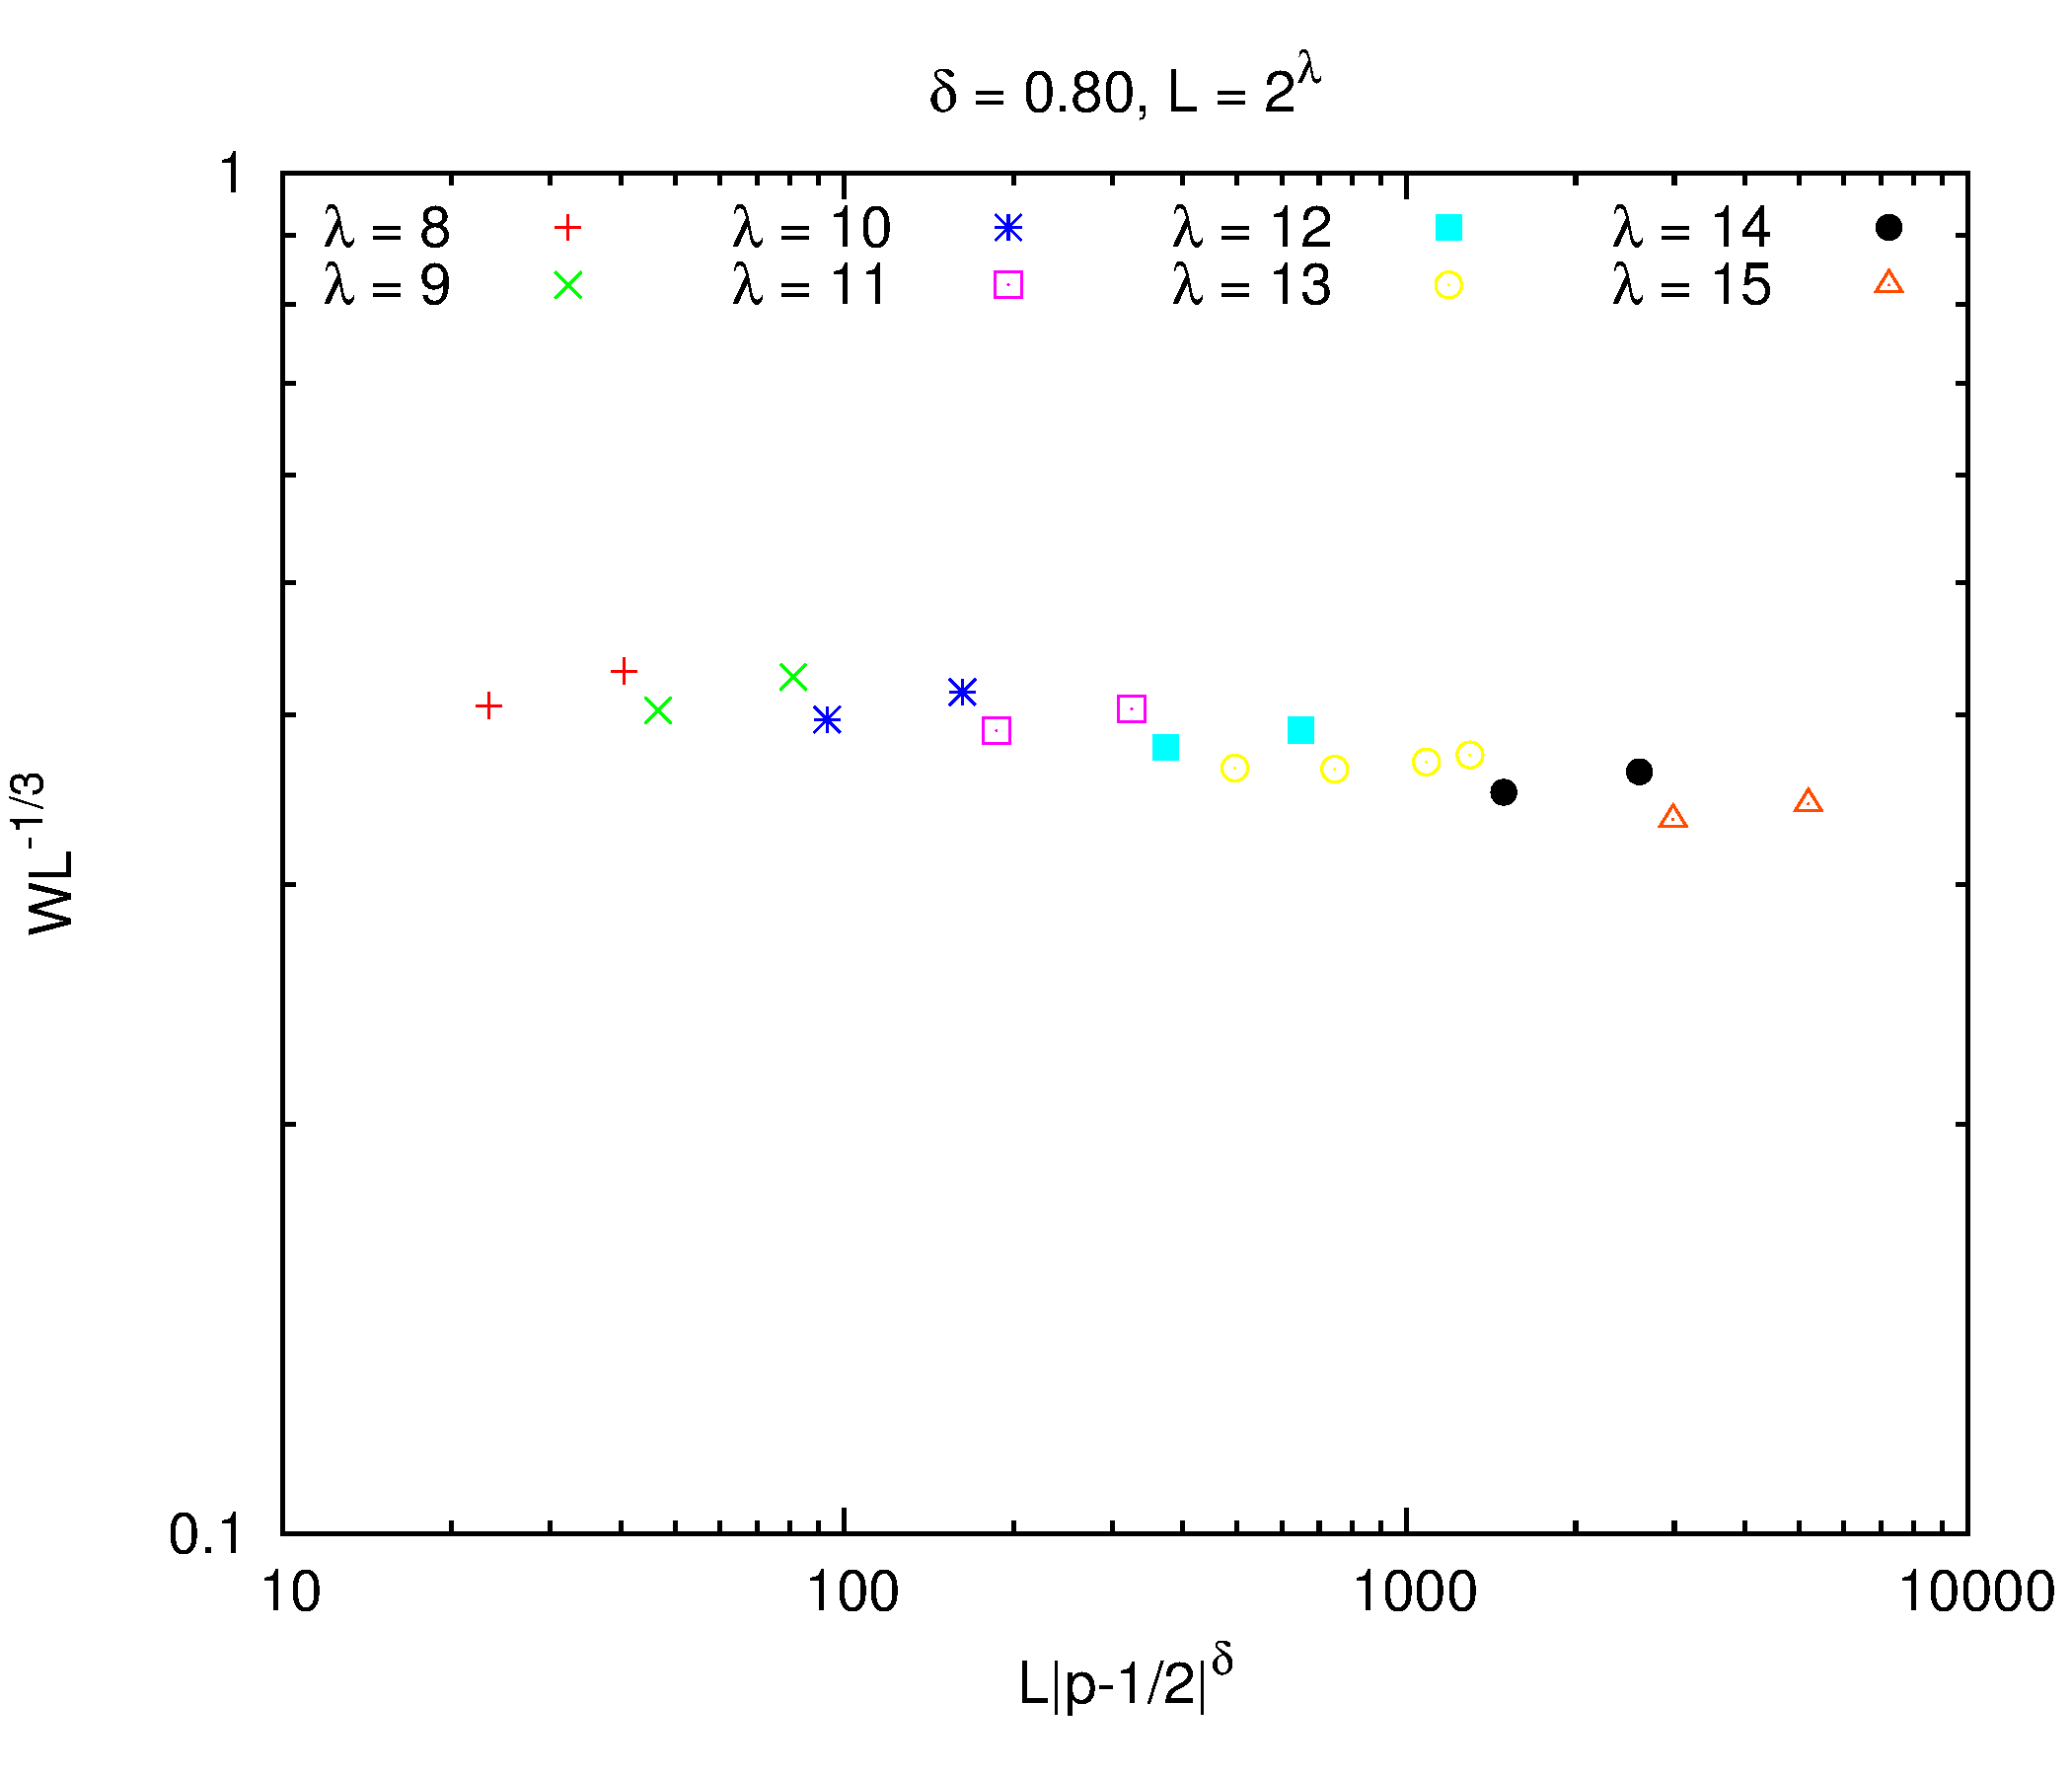 δ = 0.80, L = 2^λ
1
λ = 8 λ = 10 λ = 12 λ = 14
λ = 9 λ = 11 λ = 13 λ = 15
WL^-1/3
0.1
10 100 1000 10000
L|p-1/2|^δ